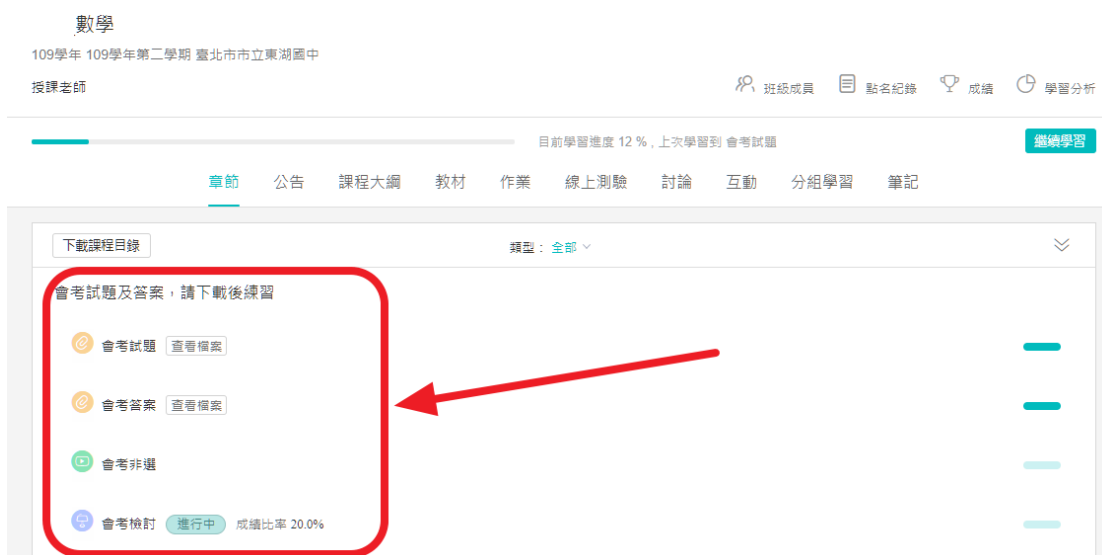 數學
109學年 109學年第二學期 臺北市市立東湖國中
授課老師
班級成員 點名紀錄 成績 學習分析
目前學習進度 12 % , 上次學習到 會考試題 繼續學習
章節 公告 課程大綱 教材 作業 線上測驗 討論 互動 分組學習 筆記
下載課程目錄 類型： 全部
會考試題及答案，請下載後練習
會考試題 查看檔案
會考答案 查看檔案
會考非選
會考檢討 進行中 成績比率 20.0%